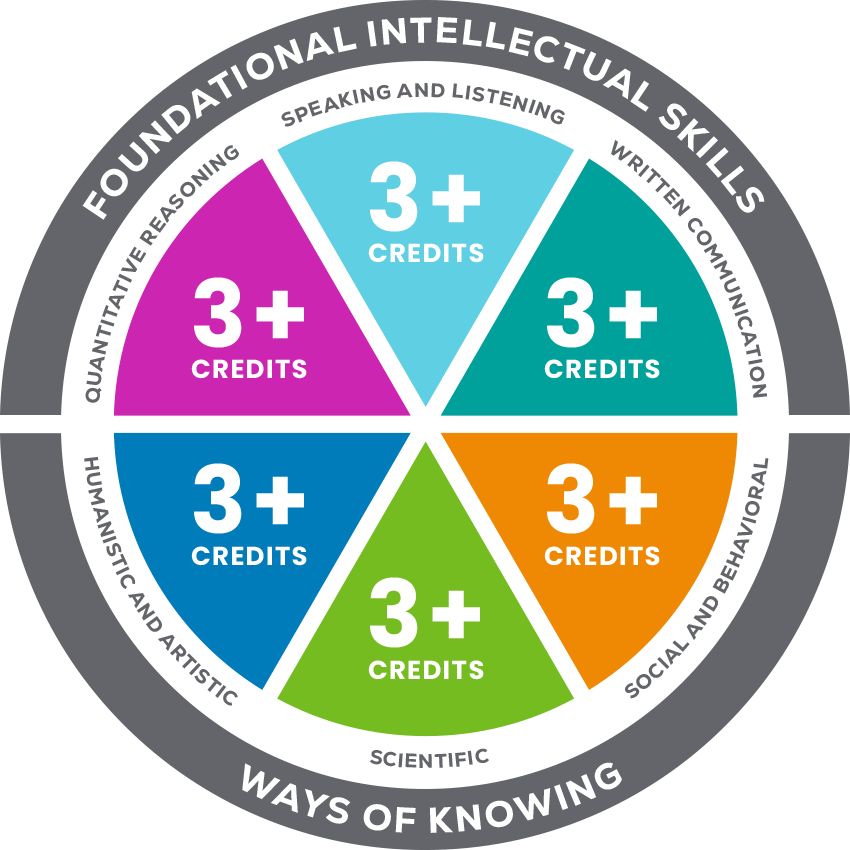 FOUNDATIONAL INTELLECTUAL SKILLS
QUANTITATIVE REASONING
SPEAKING AND LISTENING
WRITTEN COMMUNICATION
3+
CREDITS
3+
CREDITS
3+
CREDITS
3+
CREDITS
3+
CREDITS
3+
CREDITS
HUMANISTIC AND ARTISTIC
SCIENTIFIC
SOCIAL AND BEHAVIORAL
WAYS OF KNOWING